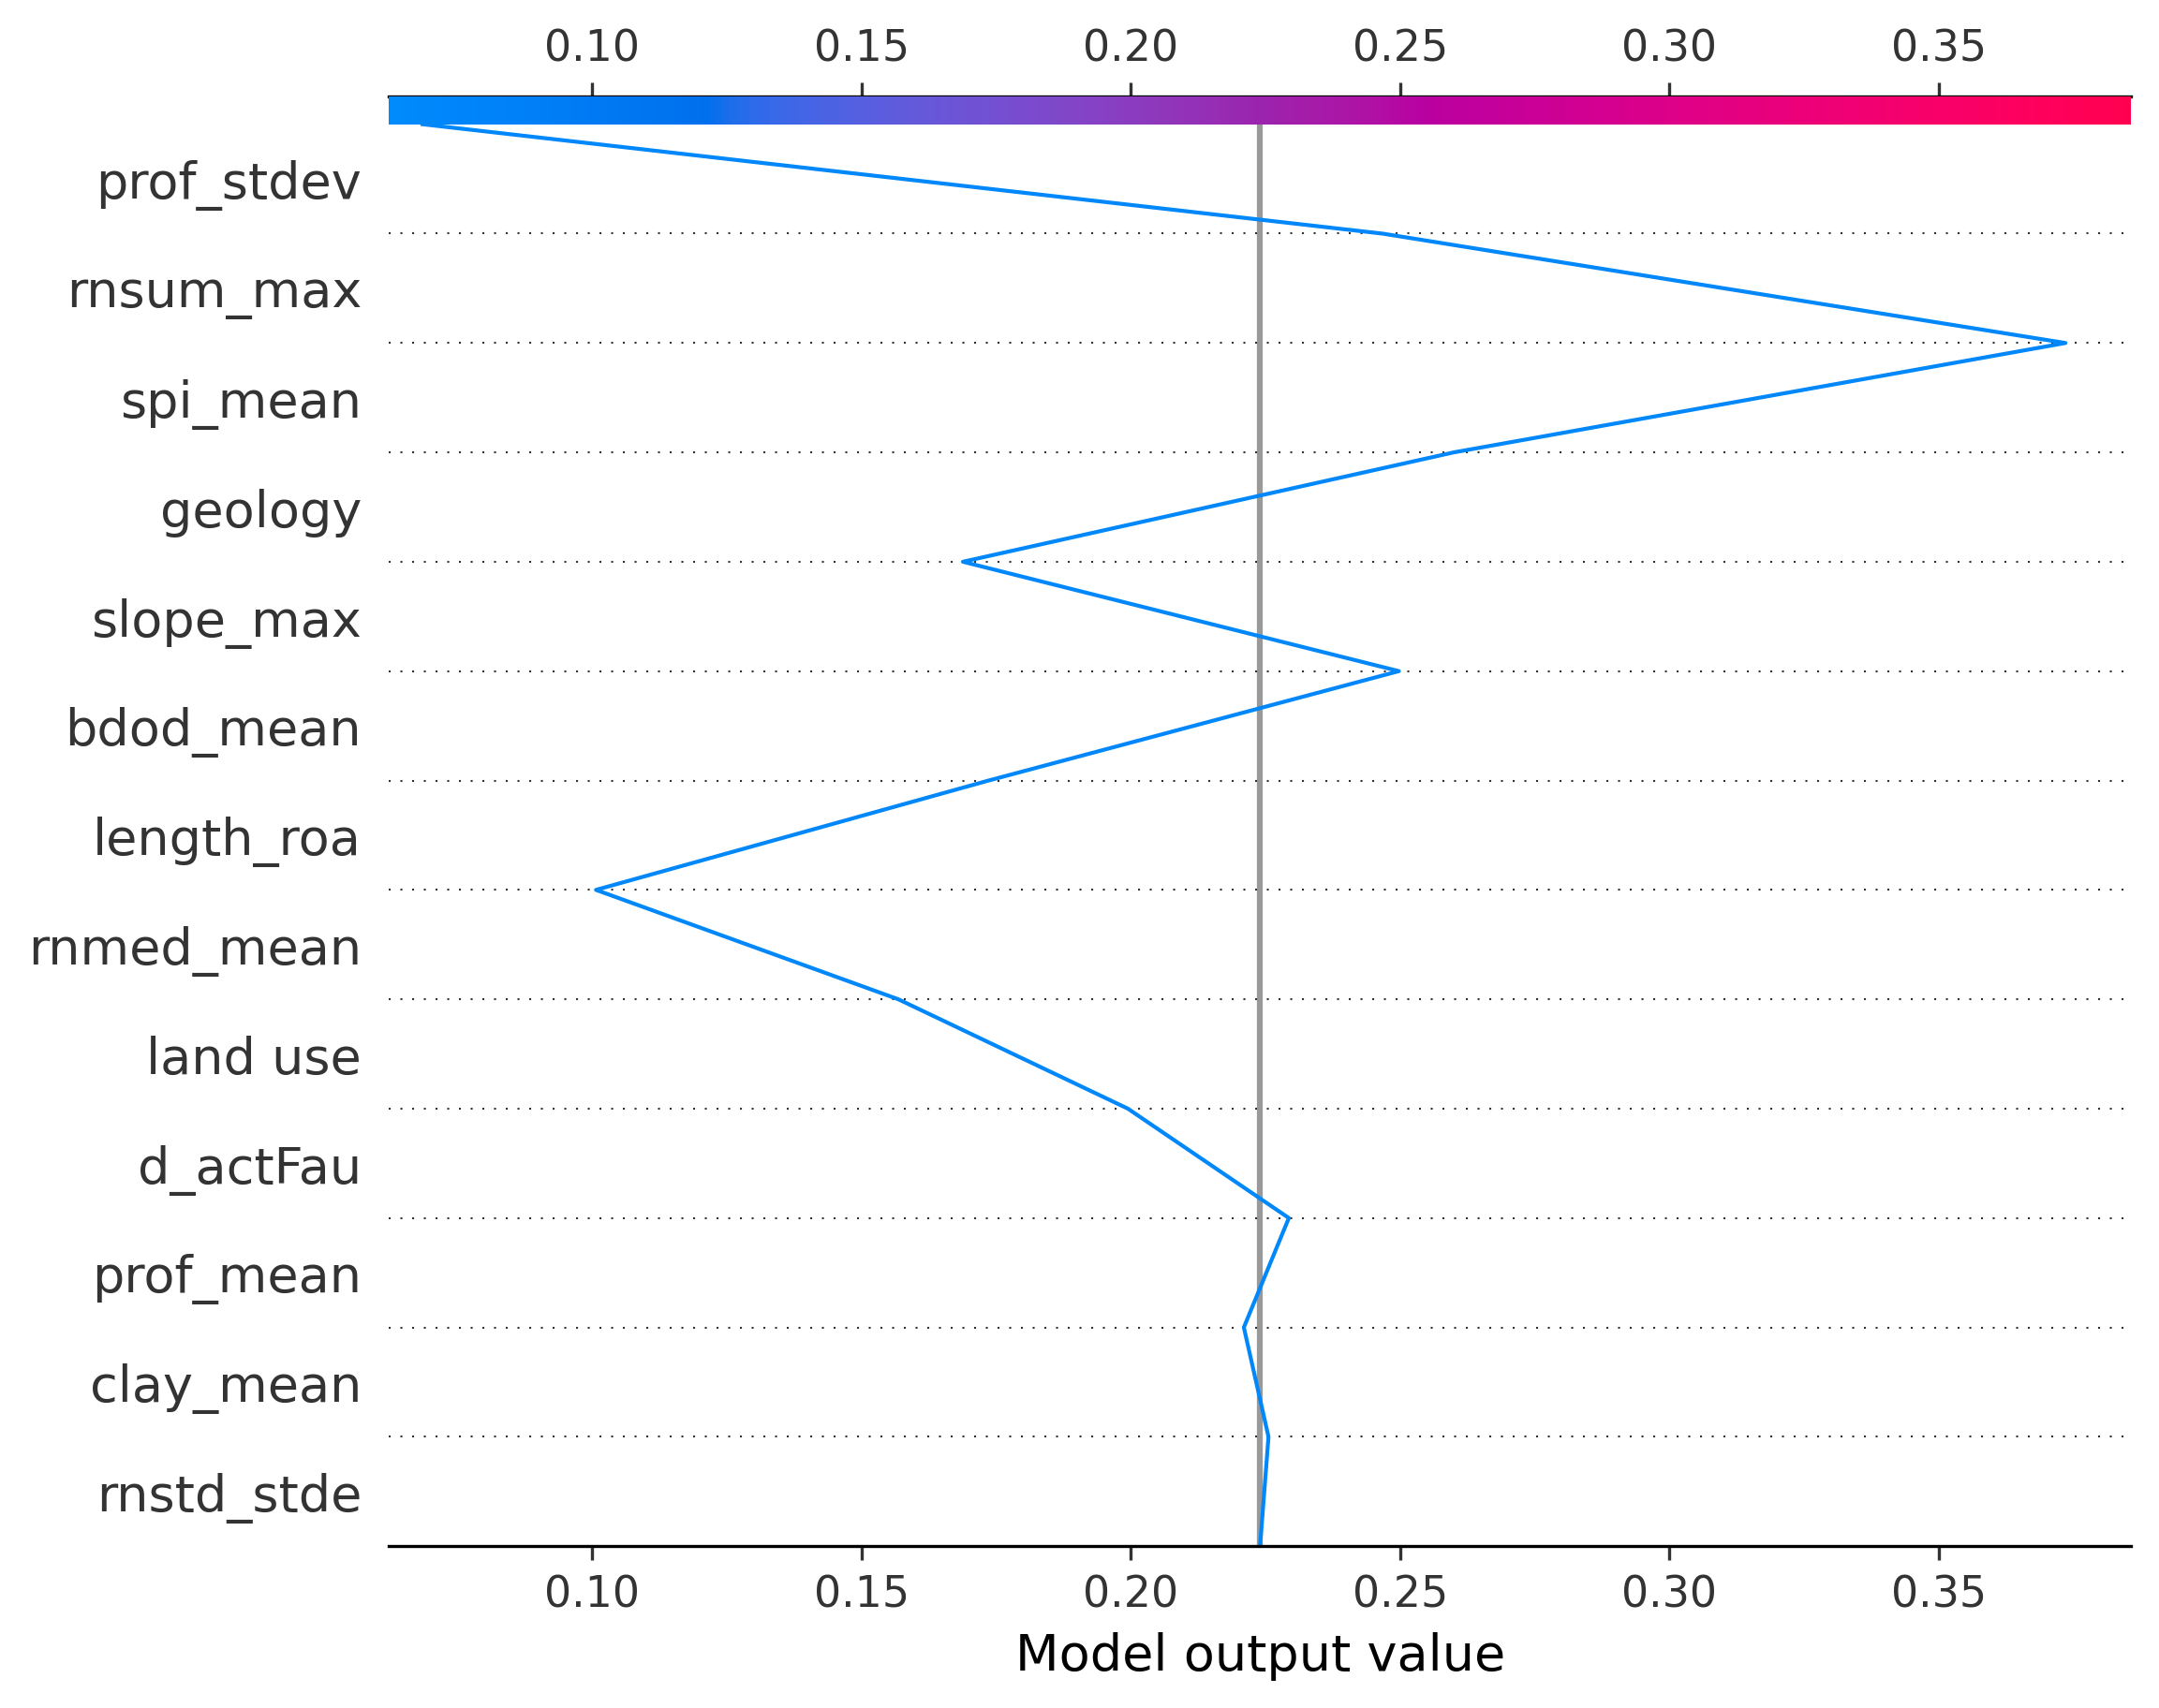 0.10 0.15 0.20 0.25 0.30 0.35
prof_stdev
rnsum_max
spi_mean
geology
slope_max
bdod_mean
length_roa
rnmed_mean
land use
d_actFau
prof_mean
clay_mean
rnstd_stde
0.10 0.15 0.20 0.25 0.30 0.35
Model output value